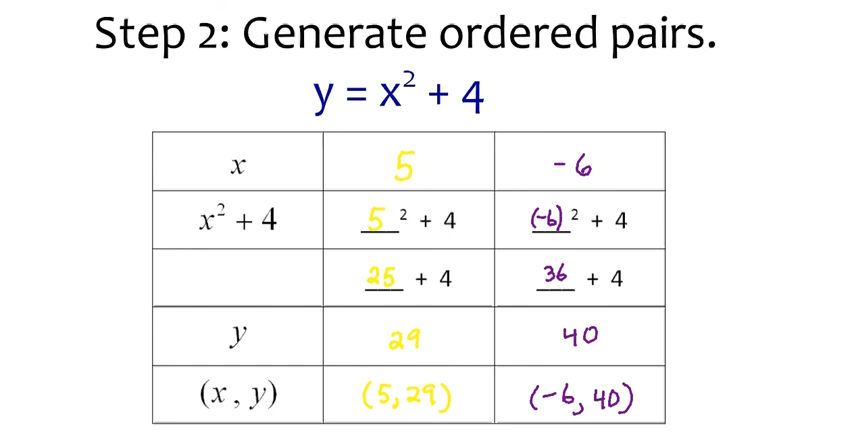 Step 2: Generate ordered pairs.
y = x² + 4
x 5 -6
x² + 4 5² + 4 (-6)² + 4
25 + 4 36 + 4
y 29 40
(x , y) (5, 29) (-6, 40)